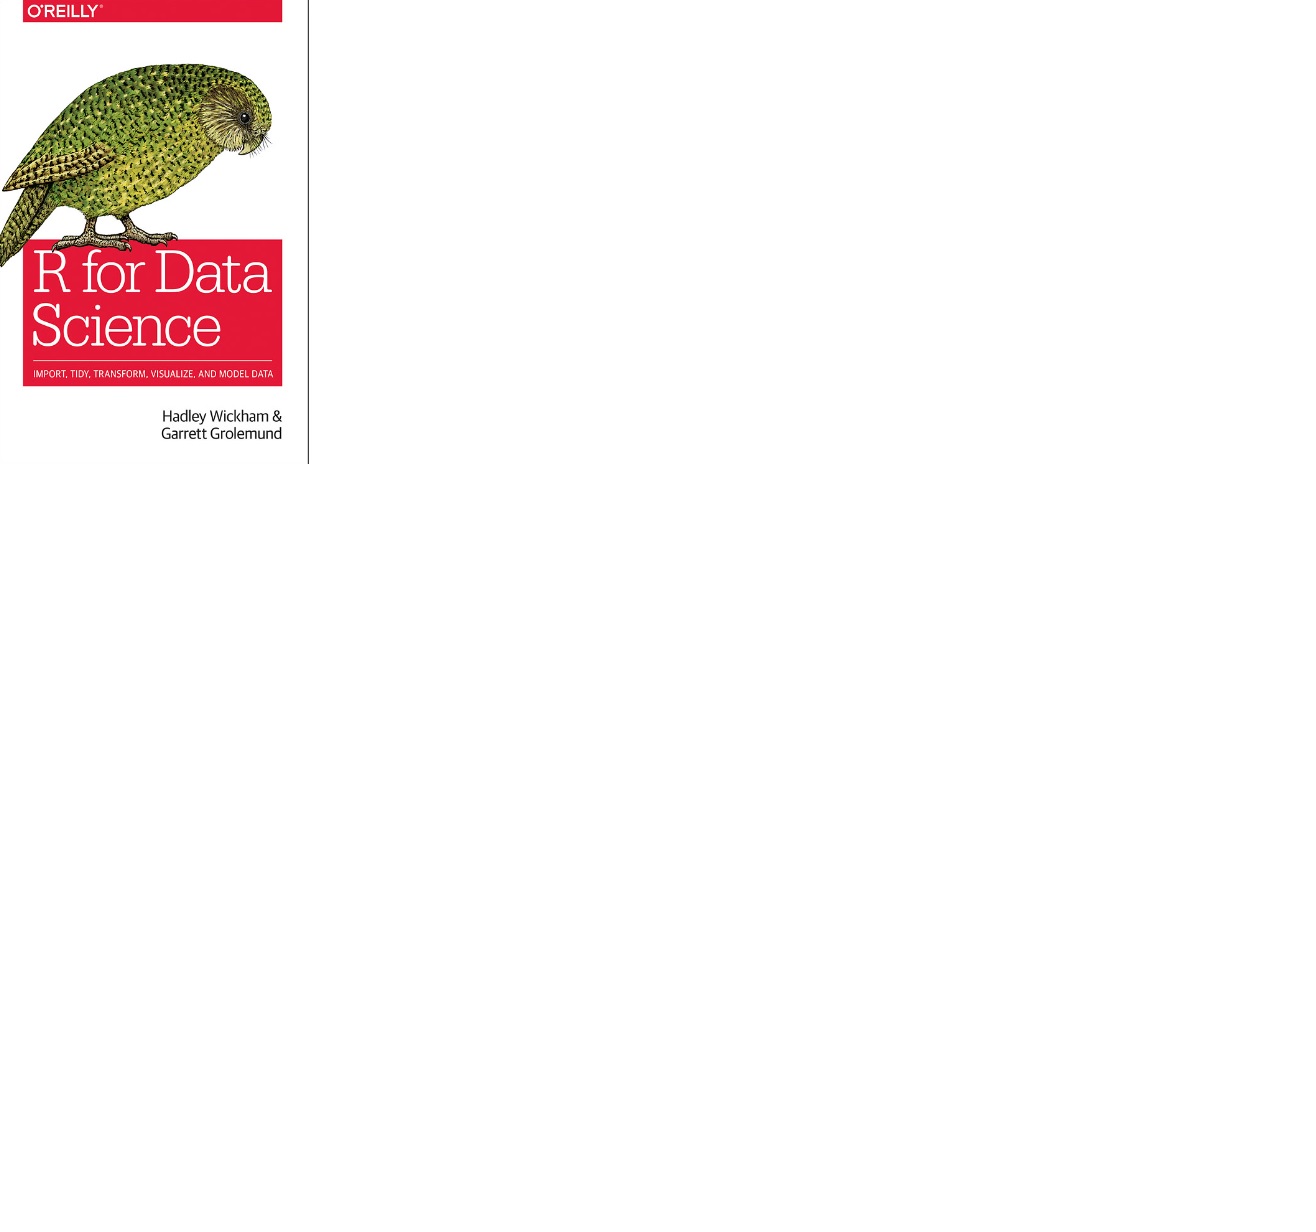 O'REILLY®
R for Data
Science
IMPORT, TIDY, TRANSFORM, VISUALIZE, AND MODEL DATA
Hadley Wickham &
Garrett Grolemund